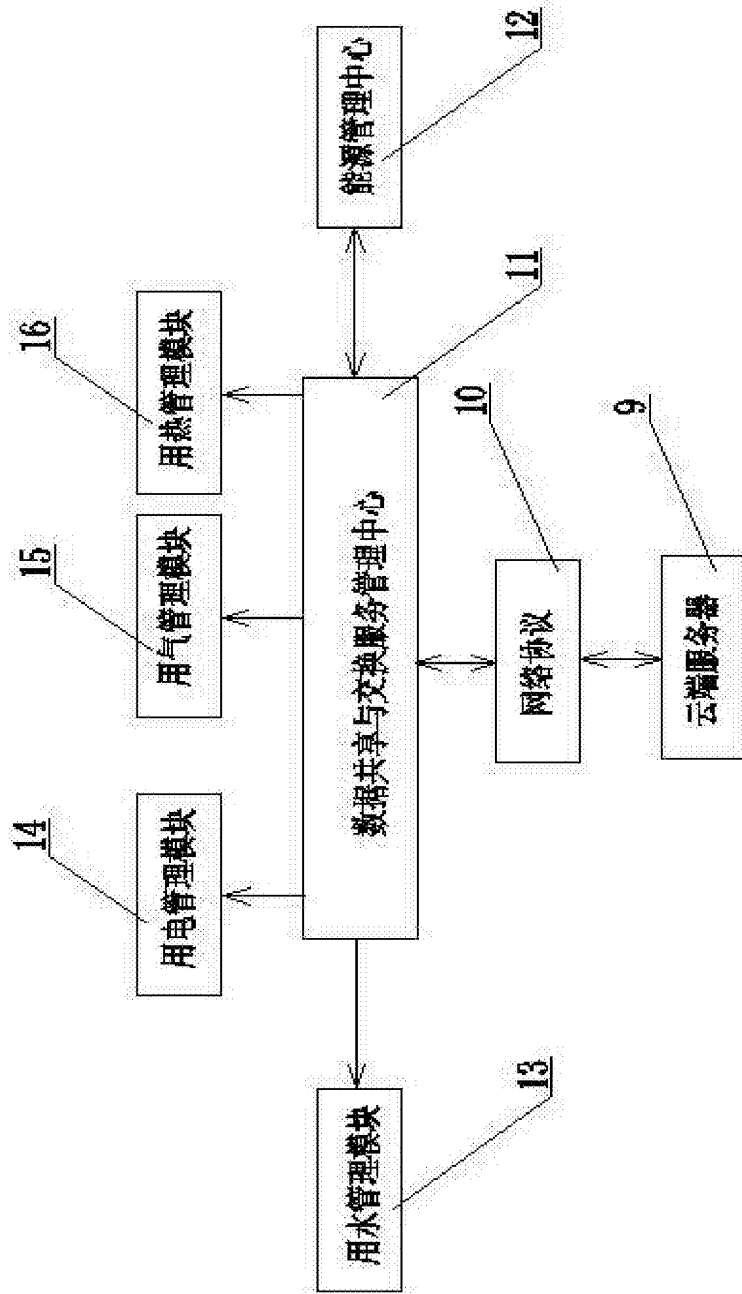 14
15
16
用电管理模块
用气管理模块
用热管理模块
用水管理模块
数据共享与交换服务管理中心
能源管理中心
13
11
12
10
网络协议
9
云端服务器